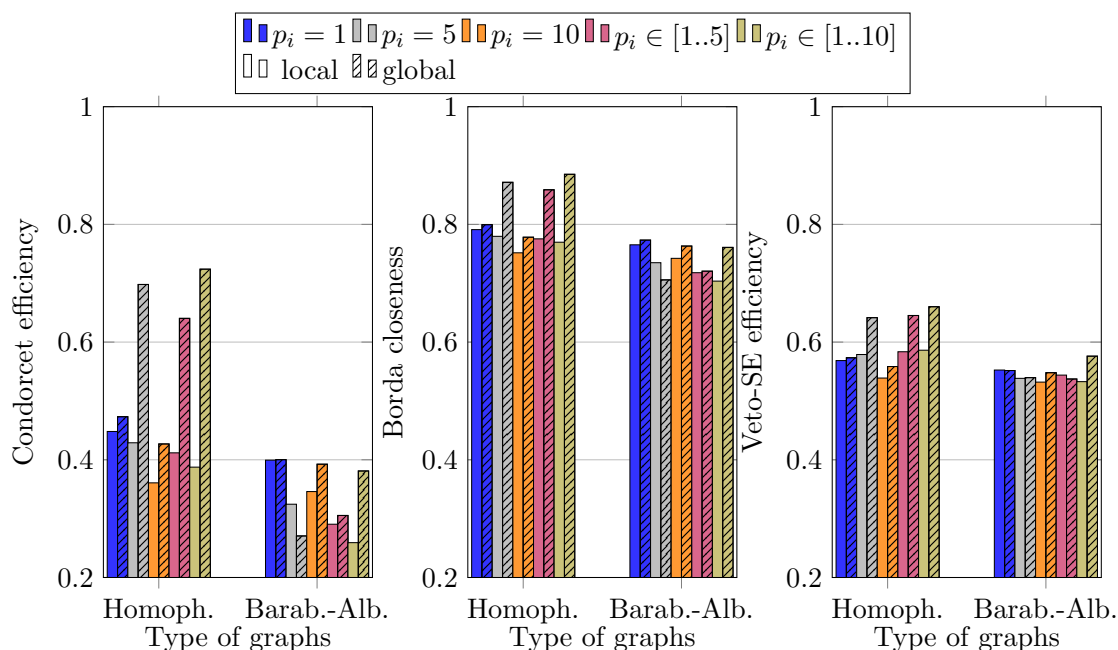 p_i = 1 p_i = 5 p_i = 10 p_i ∈ [1..5] p_i ∈ [1..10]
local global
Condorcet efficiency
1
0.8
0.6
0.4
0.2
Homoph. Barab.-Alb.
Type of graphs
Borda closeness
1
0.8
0.6
0.4
0.2
Homoph. Barab.-Alb.
Type of graphs
Veto-SE efficiency
1
0.8
0.6
0.4
0.2
Homoph. Barab.-Alb.
Type of graphs